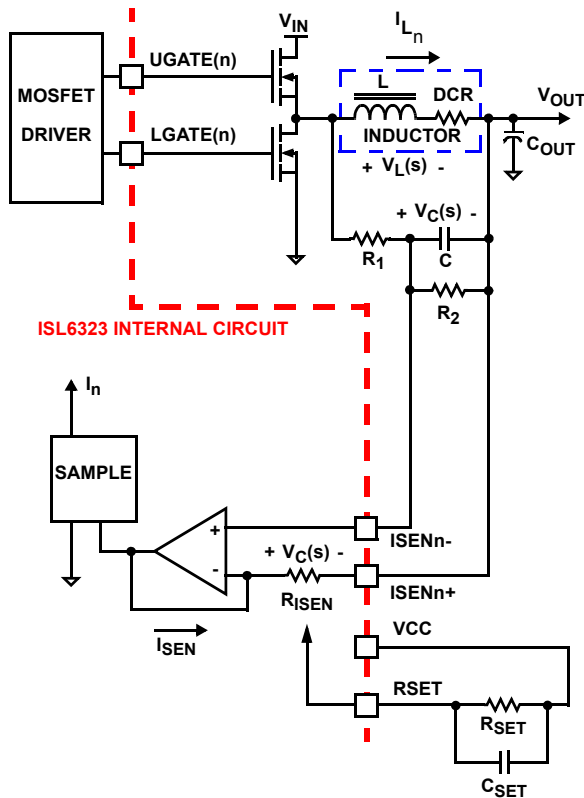 V_IN
I_Ln
MOSFET
DRIVER
UGATE(n)
LGATE(n)
L
DCR
INDUCTOR
V_OUT
C_OUT
+ V_L(s) -
+ V_C(s) -
R_1
C
R_2
ISL6323 INTERNAL CIRCUIT
I_n
SAMPLE
+
-
+ V_C(s) -
R_ISEN
I_SEN
ISENn-
ISENn+
VCC
RSET
R_SET
C_SET